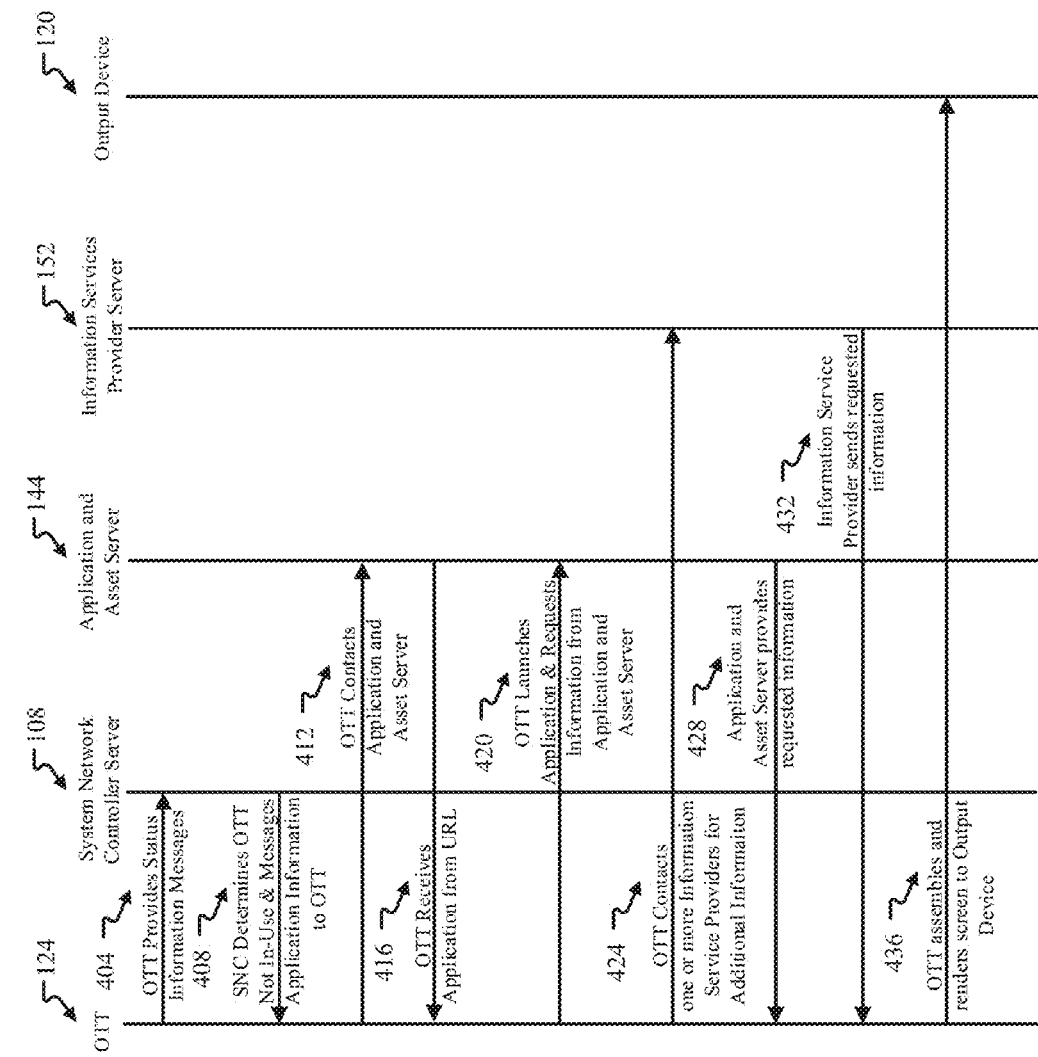 OTT
124
System Network
Controller Server
108
Application and
Asset Server
144
Information Services
Provider Server
152
Output Device
120
404
OTT Provides Status
Information Messages
408
SNC Determines OTT
Not In-Use & Messages
Application Information
to OTT
412
OTT Contacts
Application and
Asset Server
416
OTT Receives
Application from URL
420
OTT Launches
Application & Requests
Information from
Application and
Asset Server
424
OTT Contacts
one or more Information
Service Providers for
Additional Informaiton
428
Application and
Asset Server provides
requested information
432
Information Service
Provider sends requested
information
436
OTT assembles and
renders screen to Output
Device